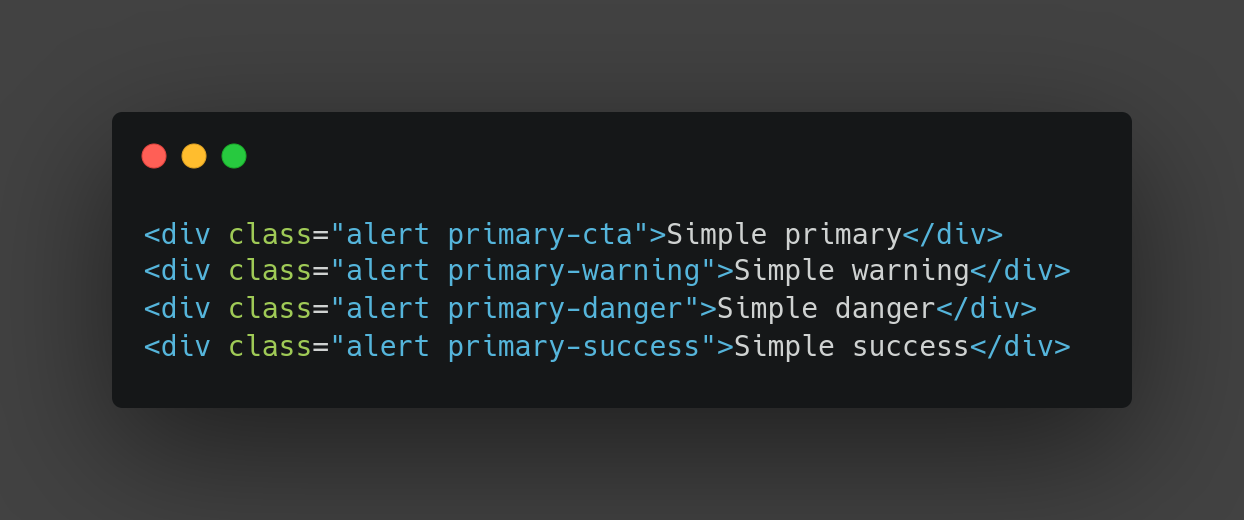 <div class="alert primary-cta">Simple primary</div>
<div class="alert primary-warning">Simple warning</div>
<div class="alert primary-danger">Simple danger</div>
<div class="alert primary-success">Simple success</div>